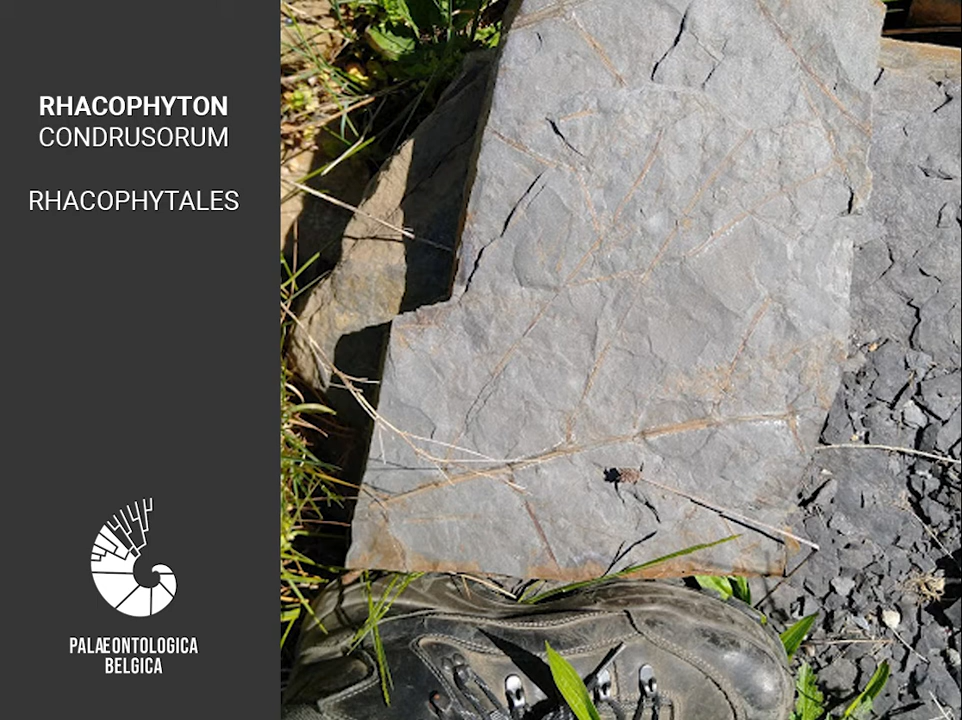 RHACOPHYTON
CONDRUSORUM
RHACOPHYTALES
PALAEONTOLOGICA
BELGICA